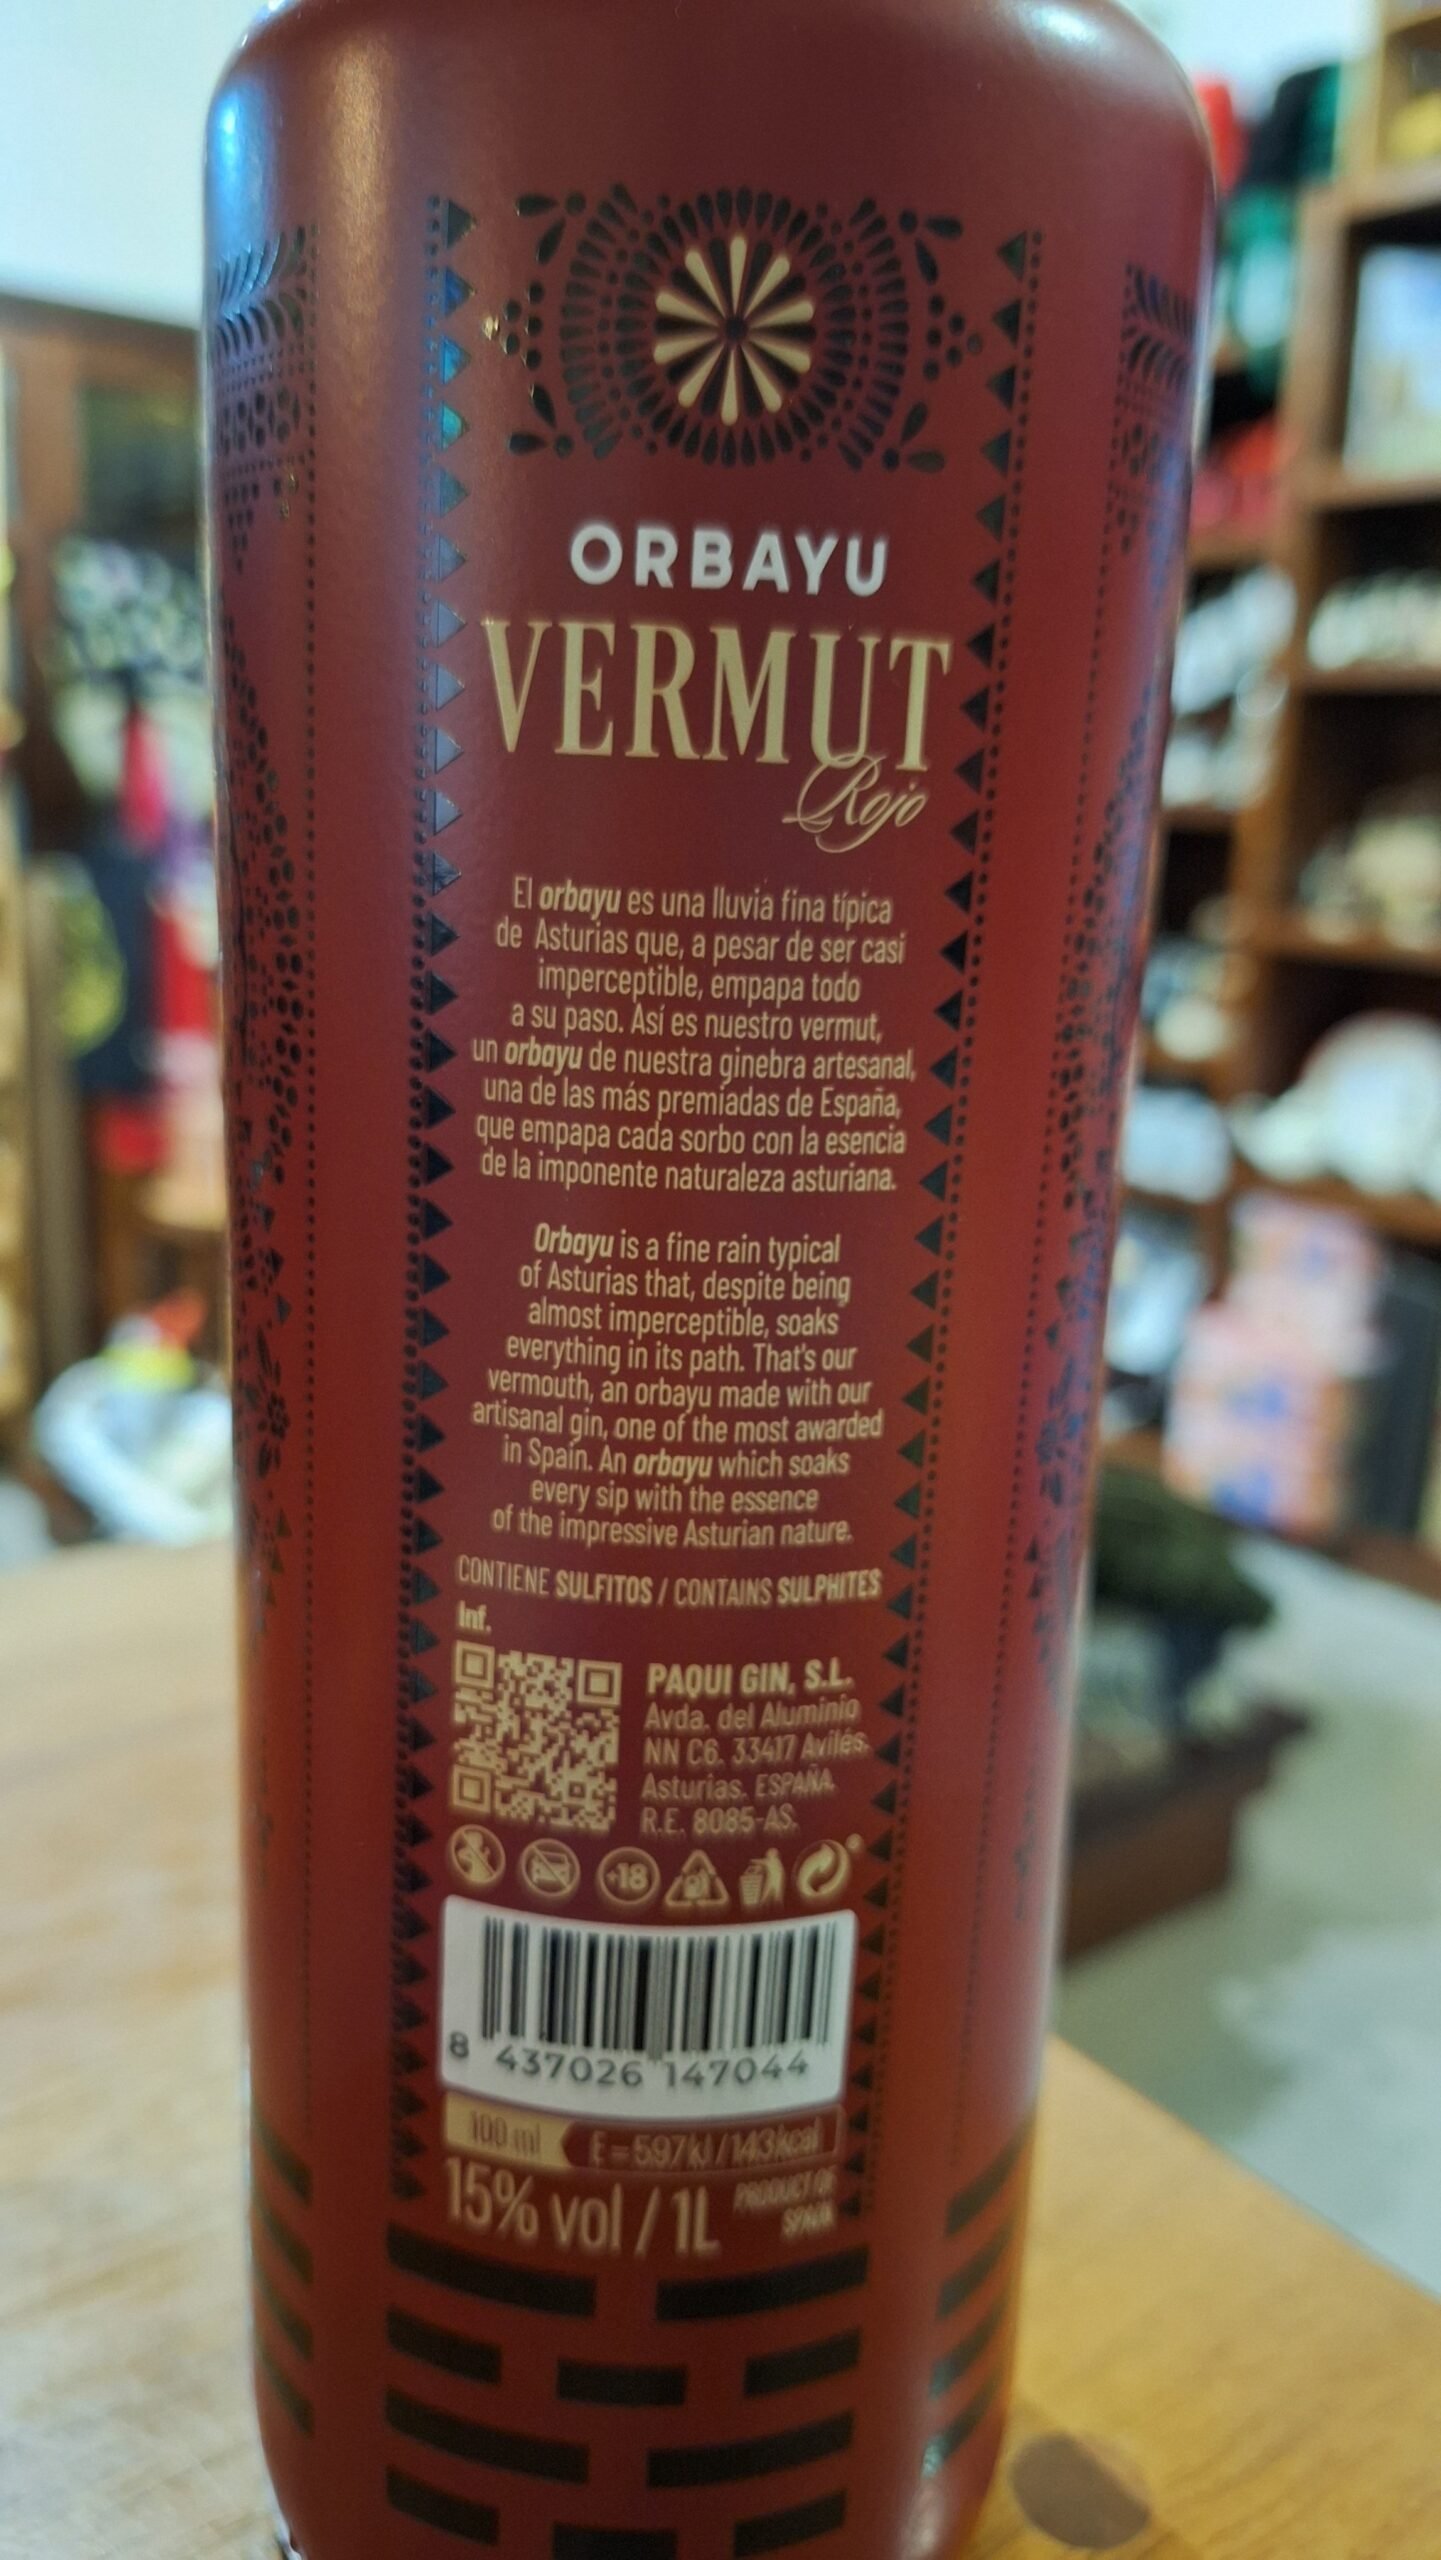 ORBAYU
VERMUT
Rojo
El orbayu es una lluvia fina típica
de Asturias que, a pesar de ser casi
imperceptible, empapa todo
a su paso. Así es nuestro vermut,
un orbayu de nuestra ginebra artesanal,
una de las más premiadas de España,
que empapa cada sorbo con la esencia
de la imponente naturaleza asturiana.
Orbayu is a fine rain typical
of Asturias that, despite being
almost imperceptible, soaks
everything in its path. That's our
vermouth, an orbayu made with our
artisanal gin, one of the most awarded
in Spain. An orbayu which soaks
every sip with the essence
of the impressive Asturian nature.
CONTIENE SULFITOS / CONTAINS SULPHITES
Inf.
PAQUI GIN, S.L.
Avda. del Aluminio
NN C6. 33417 Avilés.
Asturias. ESPAÑA.
R.E. 8085-AS.
+18
8 437026 147044
100 ml E = 597kJ / 143kcal
15% vol / 1L
PRODUCT OF
SPAIN